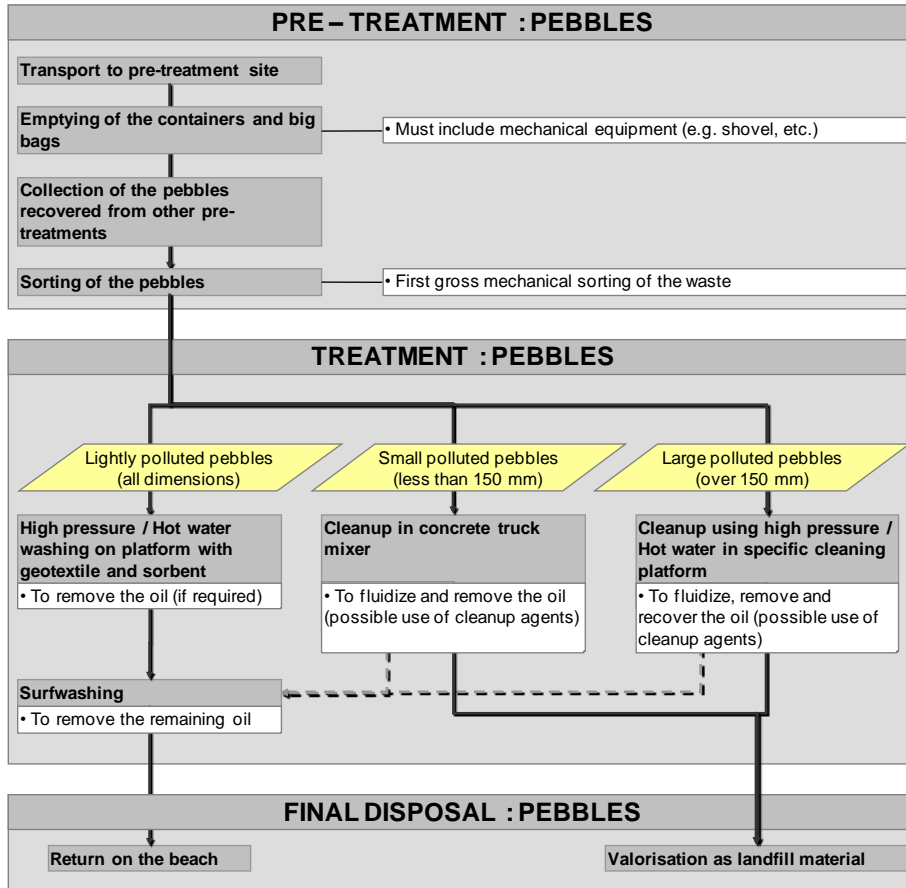 PRE – TREATMENT : PEBBLES
Transport to pre-treatment site
Emptying of the containers and big
bags
• Must include mechanical equipment (e.g. shovel, etc.)
Collection of the pebbles
recovered from other pre-
treatments
Sorting of the pebbles
• First gross mechanical sorting of the waste
TREATMENT : PEBBLES
Lightly polluted pebbles
(all dimensions)
Small polluted pebbles
(less than 150 mm)
Large polluted pebbles
(over 150 mm)
High pressure / Hot water
washing on platform with
geotextile and sorbent
• To remove the oil (if required)
Cleanup in concrete truck
mixer
• To fluidize and remove the oil
(possible use of cleanup agents)
Cleanup using high pressure /
Hot water in specific cleaning
platform
• To fluidize, remove and
recover the oil (possible use of
cleanup agents)
Surfwashing
• To remove the remaining oil
FINAL DISPOSAL : PEBBLES
Return on the beach
Valorisation as landfill material